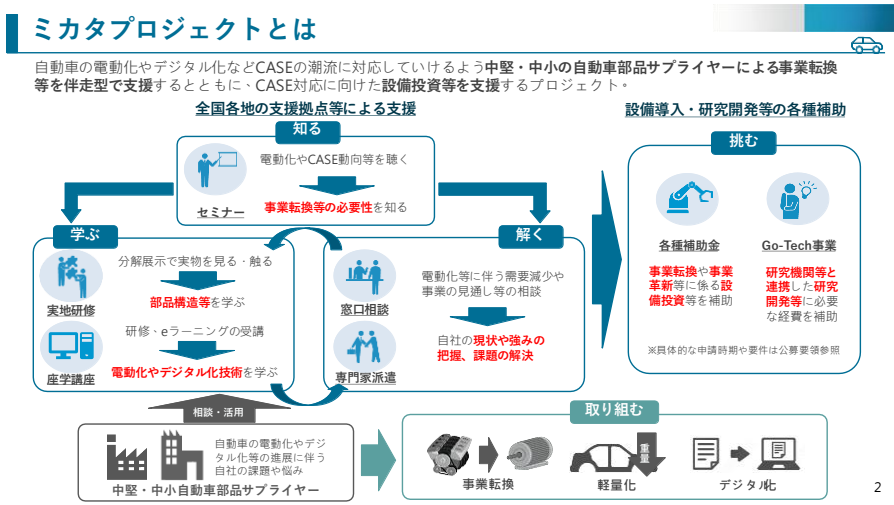 ミカタプロジェクトとは
自動車の電動化やデジタル化などCASEの潮流に対応していけるよう中堅・中小の自動車部品サプライヤーによる事業転換
等を伴走型で支援するとともに、CASE対応に向けた設備投資等を支援するプロジェクト。
全国各地の支援拠点等による支援
設備導入・研究開発等の各種補助
知る
電動化やCASE動向等を聴く
セミナー
事業転換等の必要性を知る
学ぶ
分解展示で実物を見る・触る
実地研修
部品構造等を学ぶ
研修、eラーニングの受講
座学講座
電動化やデジタル化技術を学ぶ
解く
電動化等に伴う需要減少や
事業の見通し等の相談
窓口相談
自社の現状や強みの
把握、課題の解決
専門家派遣
挑む
各種補助金
事業転換や事業
革新等に係る設
備投資等を補助
Go-Tech事業
研究機関等と
連携した研究
開発等に必要
な経費を補助
※具体的な申請時期や要件は公募要領参照
相談・活用
自動車の電動化やデジ
タル化等の進展に伴う
自社の課題や悩み
中堅・中小自動車部品サプライヤー
取り組む
事業転換
重量
軽量化
デジタル化
2